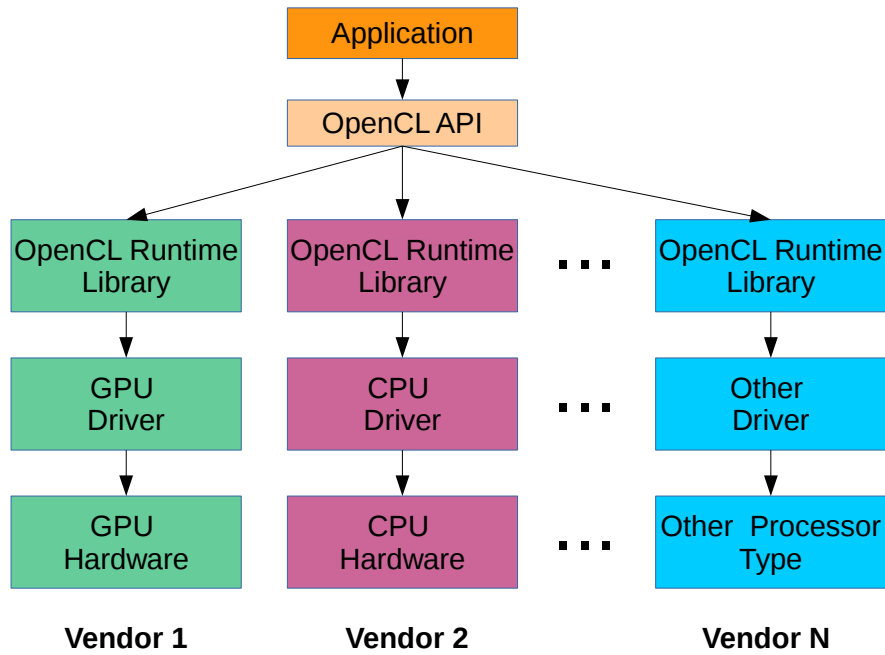 Application
OpenCL API
OpenCL Runtime
Library
OpenCL Runtime
Library
...
OpenCL Runtime
Library
GPU
Driver
CPU
Driver
...
Other
Driver
GPU
Hardware
CPU
Hardware
...
Other Processor
Type
Vendor 1
Vendor 2
Vendor N